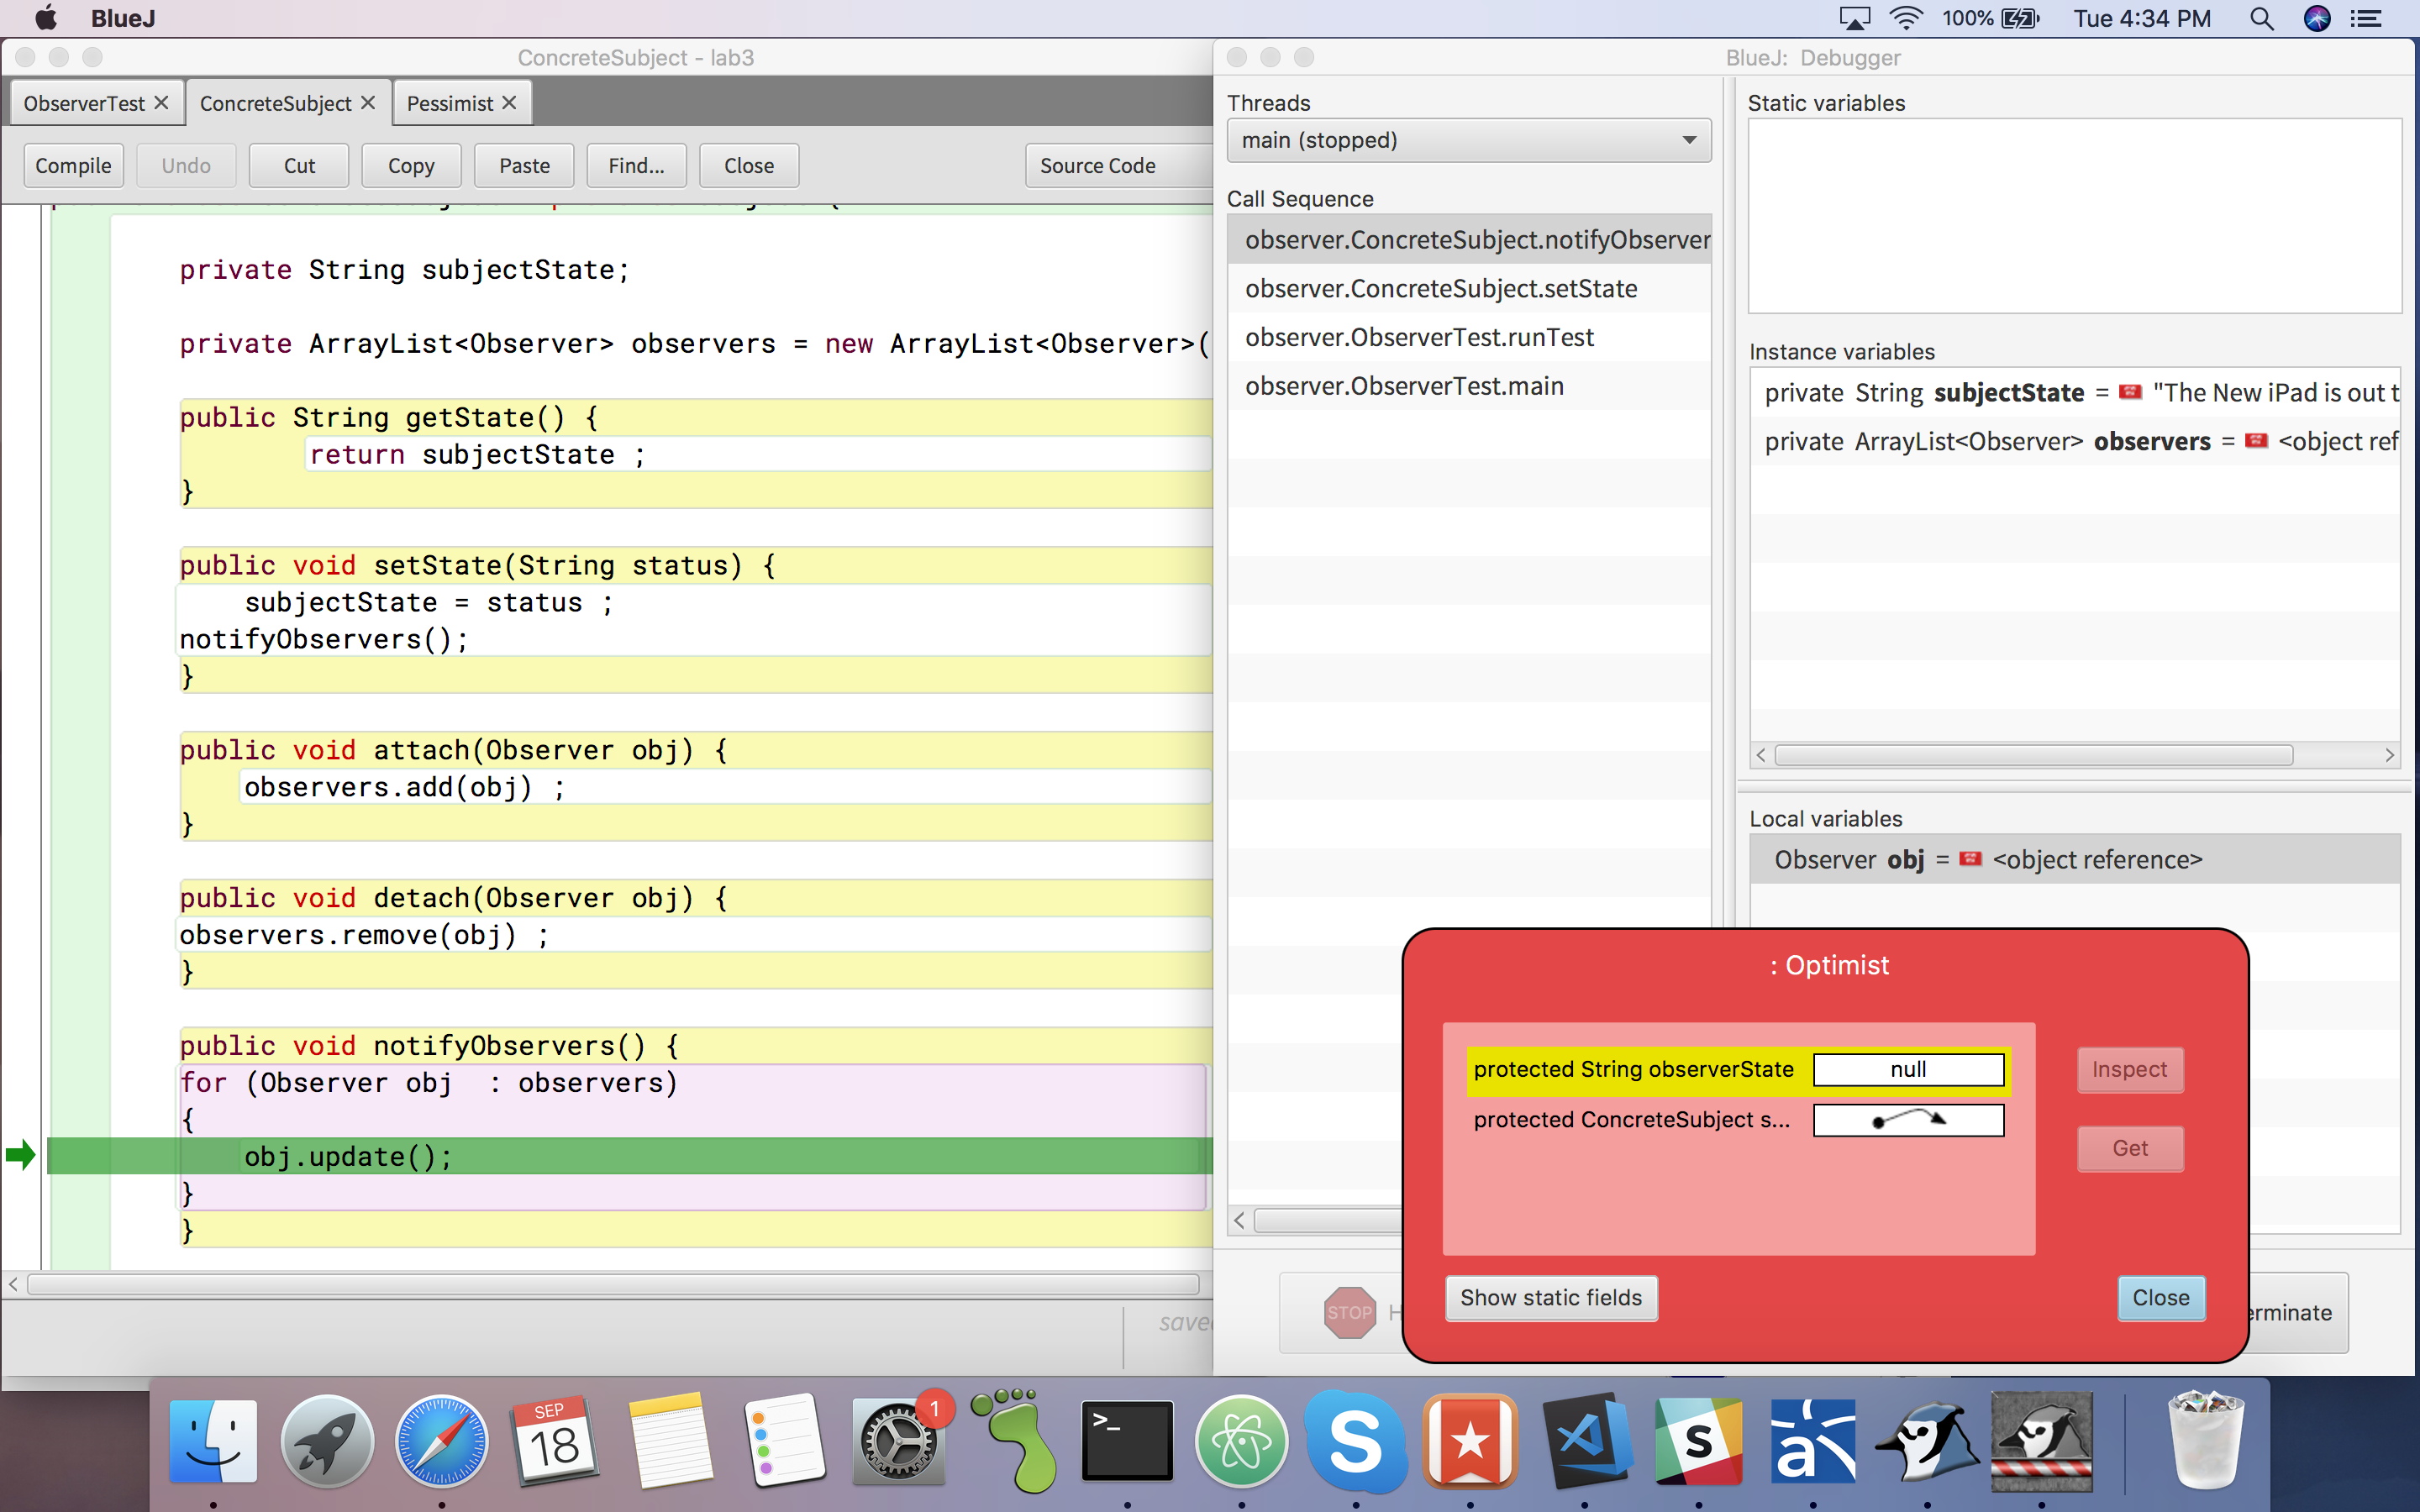 BlueJ
100%
Tue 4:34 PM
ConcreteSubject - lab3
ObserverTest
ConcreteSubject
Pessimist
Compile
Undo
Cut
Copy
Paste
Find...
Close
Source Code
private String subjectState;
private ArrayList<Observer> observers = new ArrayList<Observer>(
public String getState() {
return subjectState ;
}
public void setState(String status) {
subjectState = status ;
notifyObservers();
}
public void attach(Observer obj) {
observers.add(obj) ;
}
public void detach(Observer obj) {
observers.remove(obj) ;
}
public void notifyObservers() {
for (Observer obj  : observers)
{
obj.update();
}
}
save
BlueJ:  Debugger
Threads
main (stopped)
Call Sequence
observer.ConcreteSubject.notifyObserver
observer.ConcreteSubject.setState
observer.ObserverTest.runTest
observer.ObserverTest.main
Static variables
Instance variables
private String subjectState = "The New iPad is out t
private ArrayList<Observer> observers = <object ref
Local variables
Observer obj = <object reference>
: Optimist
protected String observerState null
protected ConcreteSubject s...
Inspect
Get
Show static fields
Close
STOP
H
erminate
SEP
18
1
>_
S
S
a